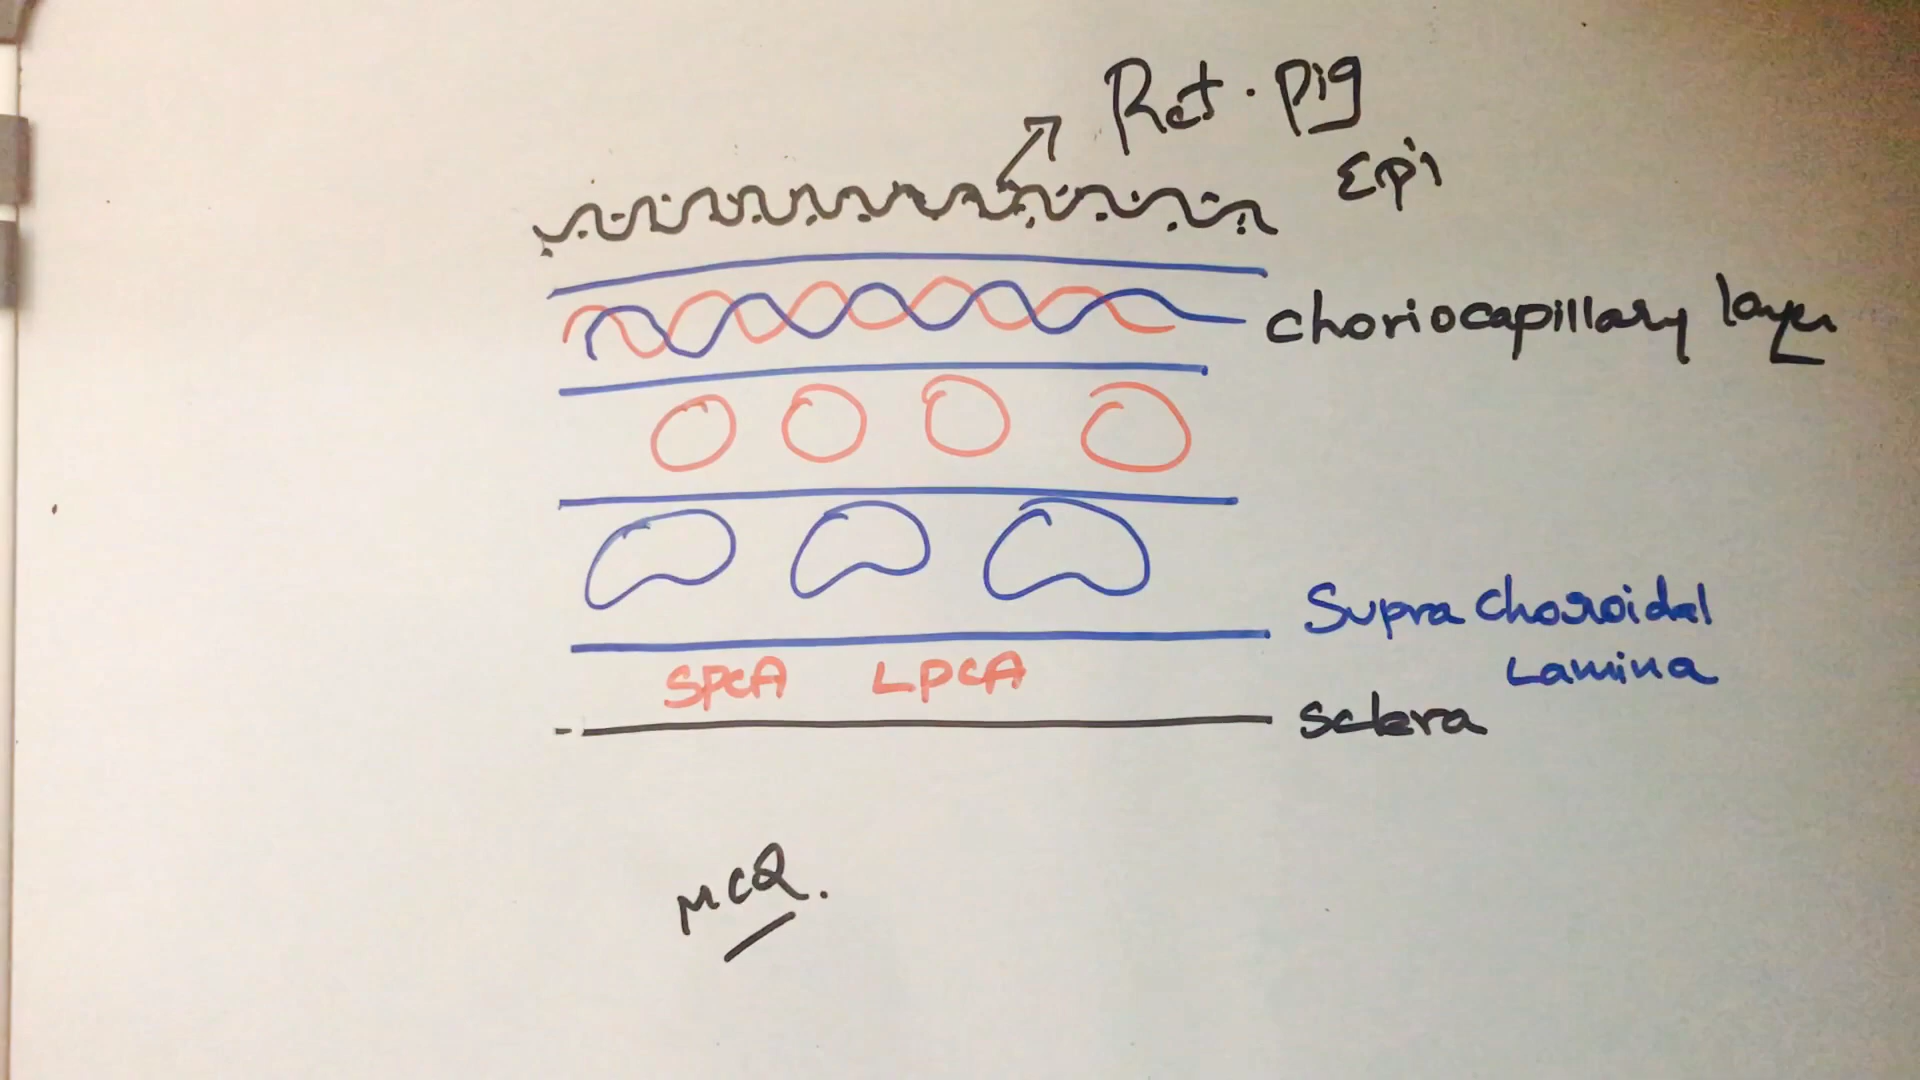 Ret. Pig
Epi
choriocapillary layer
Supra Choroidal
Lamina
SPCA LPCA
Sclera
MCQ.